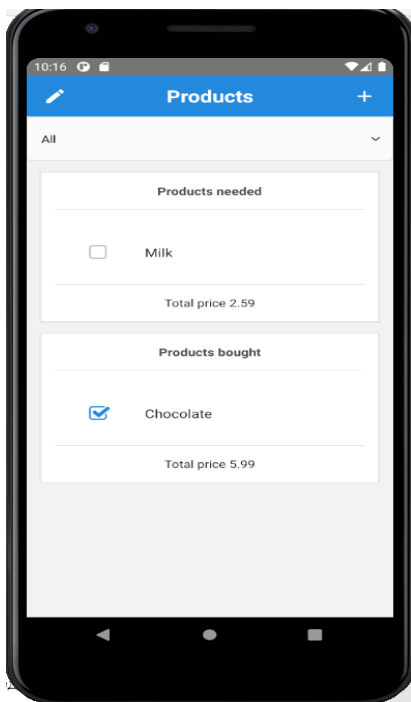 10:16
Products
All
Products needed
Milk
Total price 2.59
Products bought
Chocolate
Total price 5.99